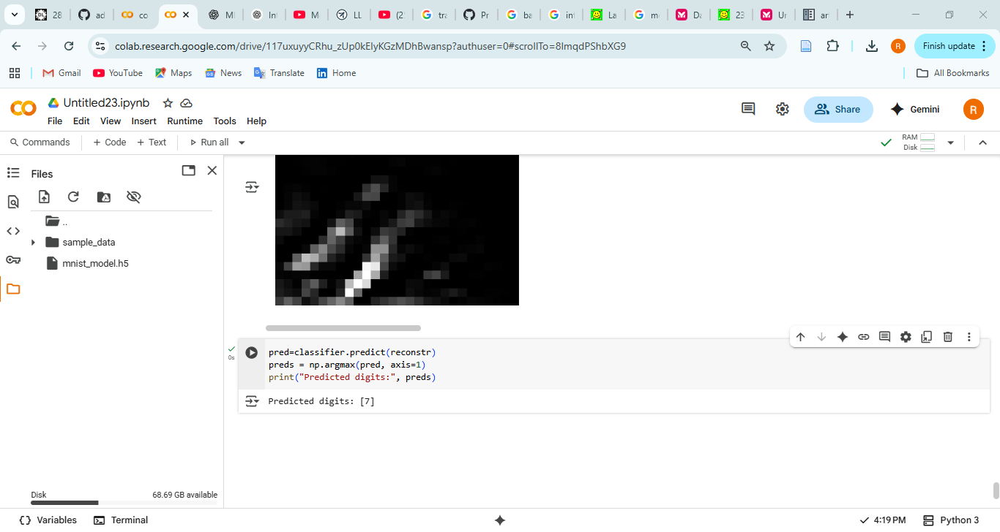 28
ad
co
M
In
M
LL
(2
tra
Pr
ba
int
La
m
Da
23
Ur
ar
colab.research.google.com/drive/117uxuyyCRhu_zUp0kElyKGzMDhBwansp?authuser=0#scrollTo=8lmqdPShbXG9
R
Finish update
Gmail
YouTube
Maps
News
Translate
Home
All Bookmarks
Untitled23.ipynb
File Edit View Insert Runtime Tools Help
Share
Gemini
R
Commands
+ Code + Text
Run all
RAM
Disk
Files
..
sample_data
mnist_model.h5
0s
pred=classifier.predict(reconstr)
preds = np.argmax(pred, axis=1)
print("Predicted digits:", preds)
Predicted digits: [7]
Disk 68.69 GB available
Variables
Terminal
4:19 PM
Python 3